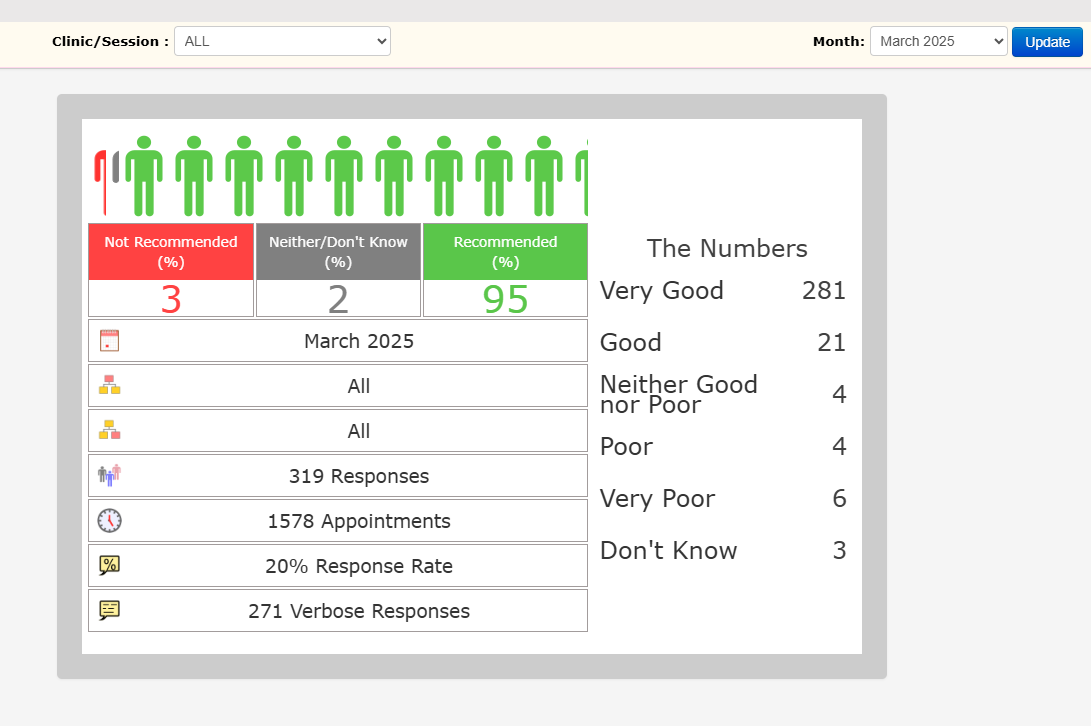 Clinic/Session : ALL Month: March 2025 Update
Not Recommended
(%)
Neither/Don't Know
(%)
Recommended
(%)
3 2 95
March 2025
All
All
319 Responses
1578 Appointments
20% Response Rate
271 Verbose Responses
The Numbers
Very Good 281
Good 21
Neither Good
nor Poor 4
Poor 4
Very Poor 6
Don't Know 3